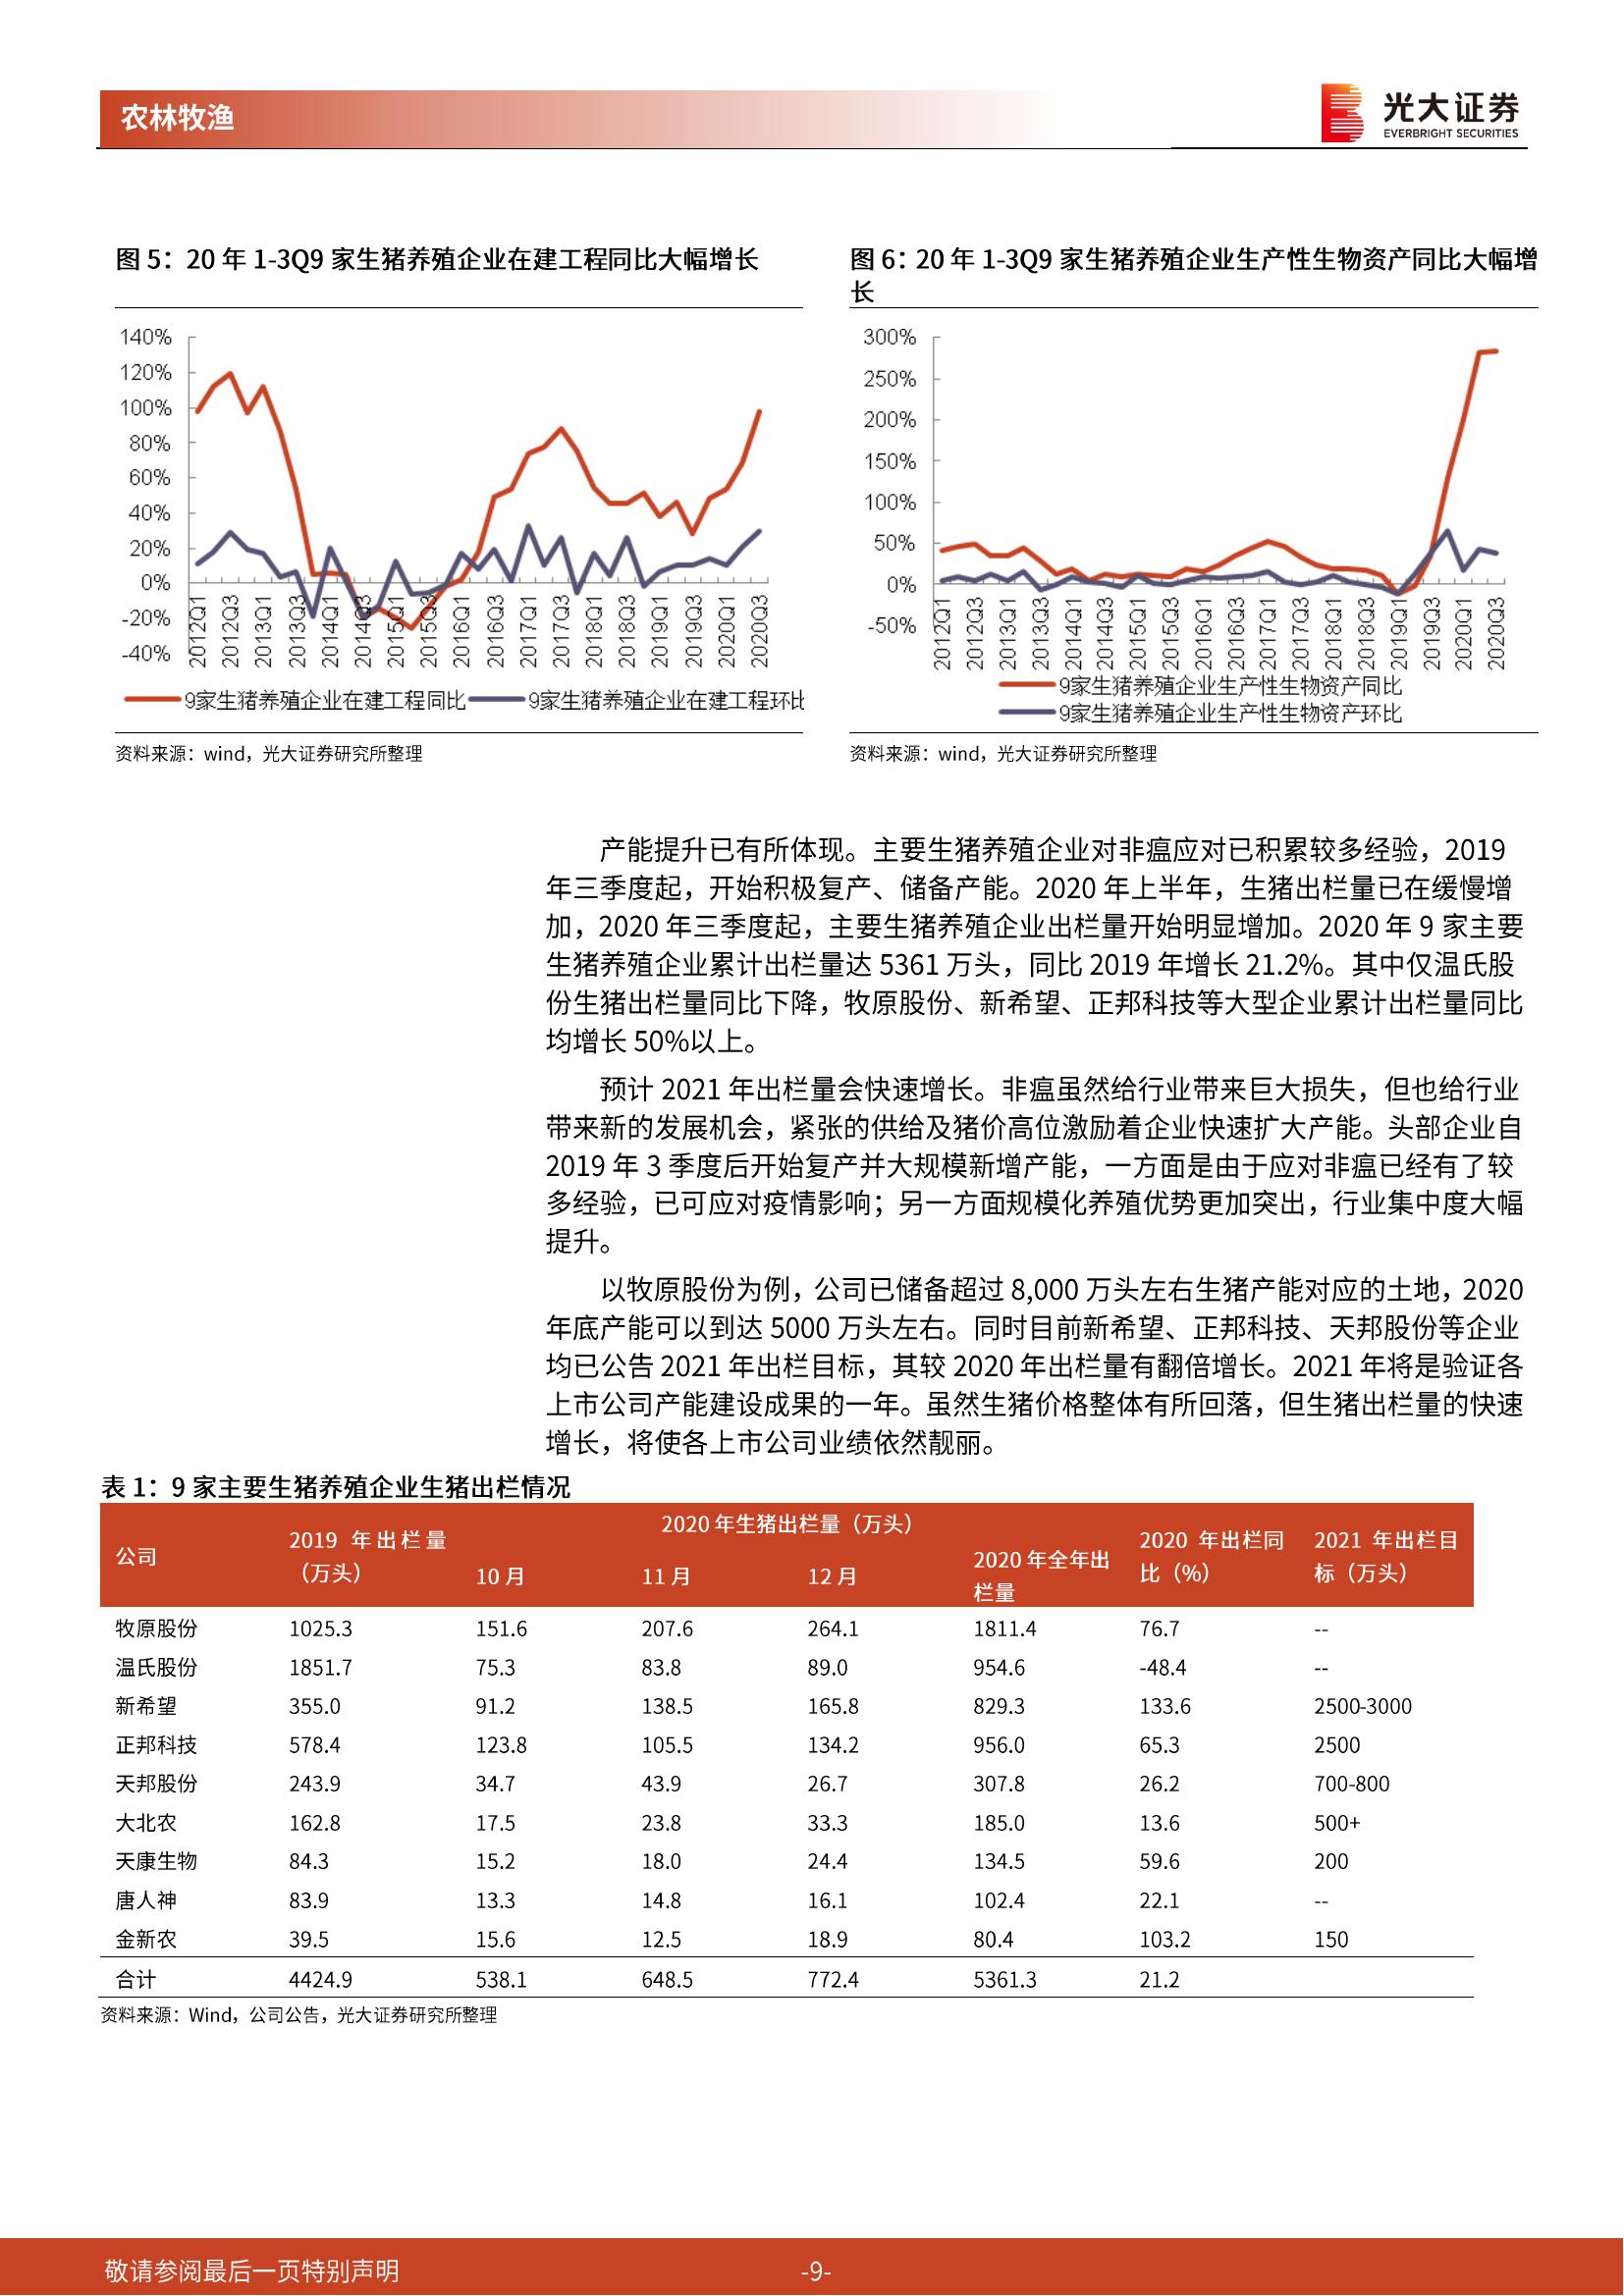 农林牧渔
光大证券
EVERBRIGHT SECURITIES
图 5：20 年 1-3Q9 家生猪养殖企业在建工程同比大幅增长
140%
120%
100%
80%
60%
40%
20%
0%
-20%
-40%
2012Q1
2012Q3
2013Q1
2013Q3
2014Q1
2014Q3
2015Q1
2015Q3
2016Q1
2016Q3
2017Q1
2017Q3
2018Q1
2018Q3
2019Q1
2019Q3
2020Q1
2020Q3
9家生猪养殖企业在建工程同比 9家生猪养殖企业在建工程环比
资料来源：wind，光大证券研究所整理
图 6：20 年 1-3Q9 家生猪养殖企业生产性生物资产同比大幅增
长
300%
250%
200%
150%
100%
50%
0%
-50%
2012Q1
2012Q3
2013Q1
2013Q3
2014Q1
2014Q3
2015Q1
2015Q3
2016Q1
2016Q3
2017Q1
2017Q3
2018Q1
2018Q3
2019Q1
2019Q3
2020Q1
2020Q3
9家生猪养殖企业生产性生物资产同比
9家生猪养殖企业生产性生物资产环比
资料来源：wind，光大证券研究所整理
产能提升已有所体现。主要生猪养殖企业对非瘟应对已积累较多经验，2019
年三季度起，开始积极复产、储备产能。2020 年上半年，生猪出栏量已在缓慢增
加，2020 年三季度起，主要生猪养殖企业出栏量开始明显增加。2020 年 9 家主要
生猪养殖企业累计出栏量达 5361 万头，同比 2019 年增长 21.2%。其中仅温氏股
份生猪出栏量同比下降，牧原股份、新希望、正邦科技等大型企业累计出栏量同比
均增长 50%以上。
预计 2021 年出栏量会快速增长。非瘟虽然给行业带来巨大损失，但也给行业
带来新的发展机会，紧张的供给及猪价高位激励着企业快速扩大产能。头部企业自
2019 年 3 季度后开始复产并大规模新增产能，一方面是由于应对非瘟已经有了较
多经验，已可应对疫情影响；另一方面规模化养殖优势更加突出，行业集中度大幅
提升。
以牧原股份为例，公司已储备超过 8,000 万头左右生猪产能对应的土地，2020
年底产能可以到达 5000 万头左右。同时目前新希望、正邦科技、天邦股份等企业
均已公告 2021 年出栏目标，其较 2020 年出栏量有翻倍增长。2021 年将是验证各
上市公司产能建设成果的一年。虽然生猪价格整体有所回落，但生猪出栏量的快速
增长，将使各上市公司业绩依然靓丽。
表 1：9 家主要生猪养殖企业生猪出栏情况
公司 2019 年出栏量（万头） 2020 年生猪出栏量（万头） 2020 年出栏同比（%） 2021 年出栏目标（万头）
10 月 11 月 12 月 2020 年全年出栏量
牧原股份 1025.3 151.6 207.6 264.1 1811.4 76.7 --
温氏股份 1851.7 75.3 83.8 89.0 954.6 -48.4 --
新希望 355.0 91.2 138.5 165.8 829.3 133.6 2500-3000
正邦科技 578.4 123.8 105.5 134.2 956.0 65.3 2500
天邦股份 243.9 34.7 43.9 26.7 307.8 26.2 700-800
大北农 162.8 17.5 23.8 33.3 185.0 13.6 500+
天康生物 84.3 15.2 18.0 24.4 134.5 59.6 200
唐人神 83.9 13.3 14.8 16.1 102.4 22.1 --
金新农 39.5 15.6 12.5 18.9 80.4 103.2 150
合计 4424.9 538.1 648.5 772.4 5361.3 21.2
资料来源：Wind，公司公告，光大证券研究所整理
敬请参阅最后一页特别声明 -9-